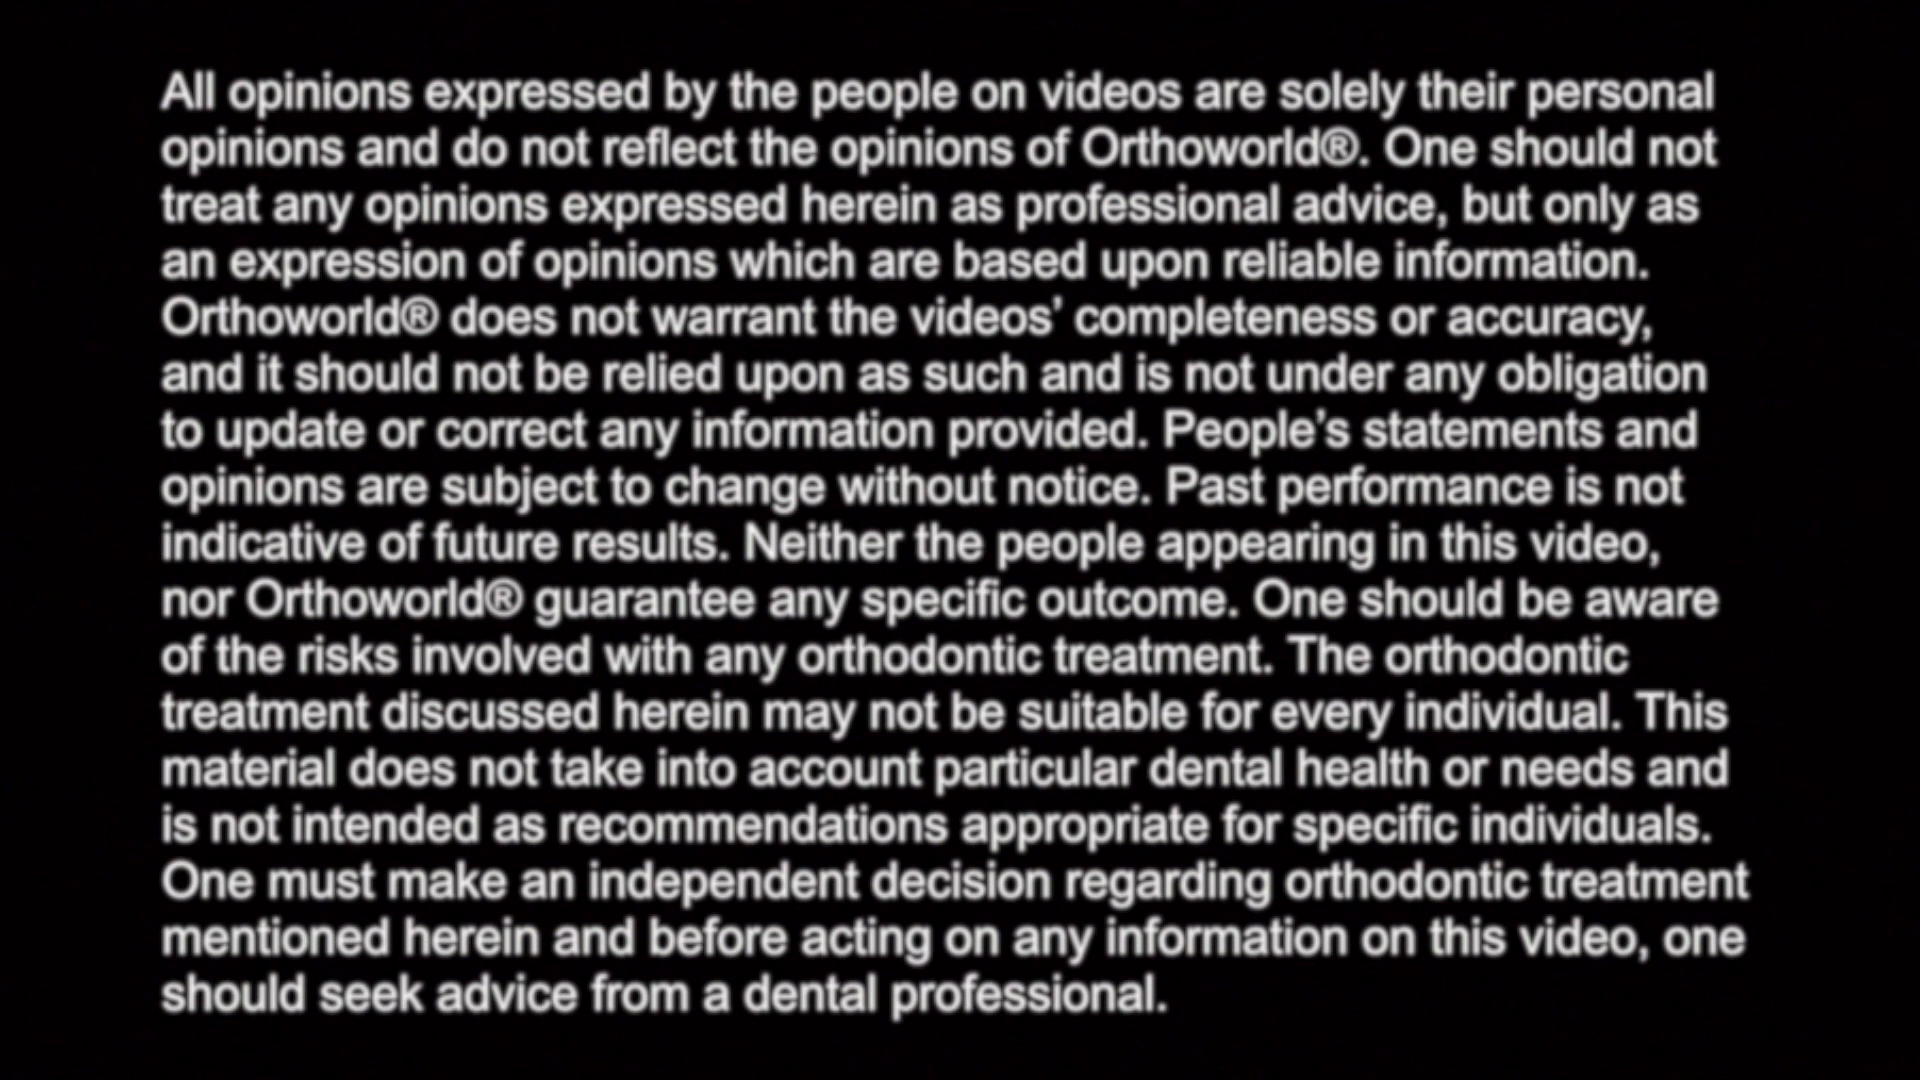 All opinions expressed by the people on videos are solely their personal
opinions and do not reflect the opinions of Orthoworld®. One should not
treat any opinions expressed herein as professional advice, but only as
an expression of opinions which are based upon reliable information.
Orthoworld® does not warrant the videos' completeness or accuracy,
and it should not be relied upon as such and is not under any obligation
to update or correct any information provided. People’s statements and
opinions are subject to change without notice. Past performance is not
indicative of future results. Neither the people appearing in this video,
nor Orthoworld® guarantee any specific outcome. One should be aware
of the risks involved with any orthodontic treatment. The orthodontic
treatment discussed herein may not be suitable for every individual. This
material does not take into account particular dental health or needs and
is not intended as recommendations appropriate for specific individuals.
One must make an independent decision regarding orthodontic treatment
mentioned herein and before acting on any information on this video, one
should seek advice from a dental professional.